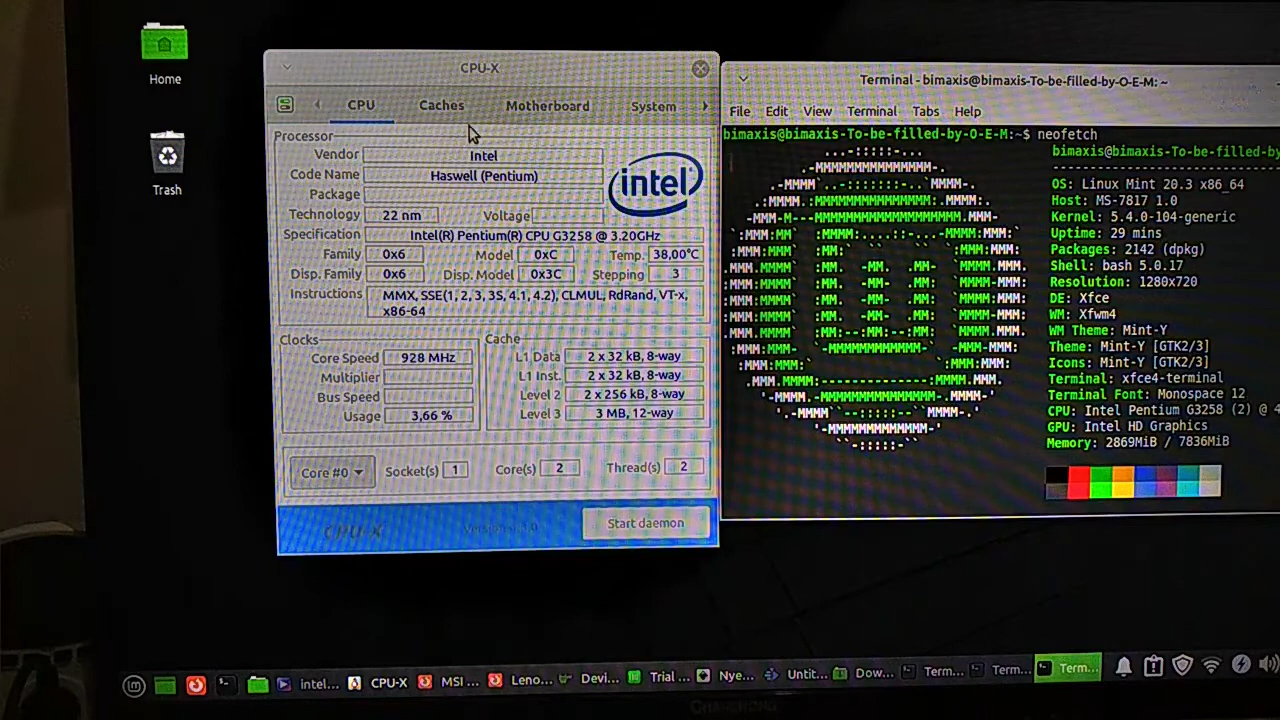 Home
Trash
CPU-X
CPU
Caches
Motherboard
System
Processor
Vendor Intel
Code Name Haswell (Pentium)
Package
Technology 22 nm Voltage
Specification Intel(R) Pentium(R) CPU G3258 @ 3.20GHz
Family 0x6 Model 0xC Temp. 38,00°C
Disp. Family 0x6 Disp. Model 0x3C Stepping 3
Instructions MMX, SSE(1, 2, 3, 3S, 4.1, 4.2), CLMUL, RdRand, VT-x,
x86-64
intel
Clocks
Core Speed 928 MHz
Multiplier
Bus Speed
Usage 3,66 %
Cache
L1 Data 2 x 32 kB, 8-way
L1 Inst. 2 x 32 kB, 8-way
Level 2 2 x 256 kB, 8-way
Level 3 3 MB, 12-way
Core #0 Socket(s) 1 Core(s) 2 Thread(s) 2
CPU-X
Start daemon
Terminal - bimaxis@bimaxis-To-be-filled-by-O-E-M: ~
File Edit View Terminal Tabs Help
bimaxis@bimaxis-To-be-filled-by-O-E-M:~$ neofetch
bimaxis@bimaxis-To-be-filled-by
OS: Linux Mint 20.3 x86_64
Host: MS-7817 1.0
Kernel: 5.4.0-104-generic
Uptime: 29 mins
Packages: 2142 (dpkg)
Shell: bash 5.0.17
Resolution: 1280x720
DE: Xfce
WM: Xfwm4
WM Theme: Mint-Y
Theme: Mint-Y [GTK2/3]
Icons: Mint-Y [GTK2/3]
Terminal: xfce4-terminal
Terminal Font: Monospace 12
CPU: Intel Pentium G3258 (2) @ 4
GPU: Intel HD Graphics
Memory: 2869MiB / 7836MiB
intel... CPU-X MSI ... Leno... Devi... Trial ... Nye... Untit... Dow... Term... Term... Term...